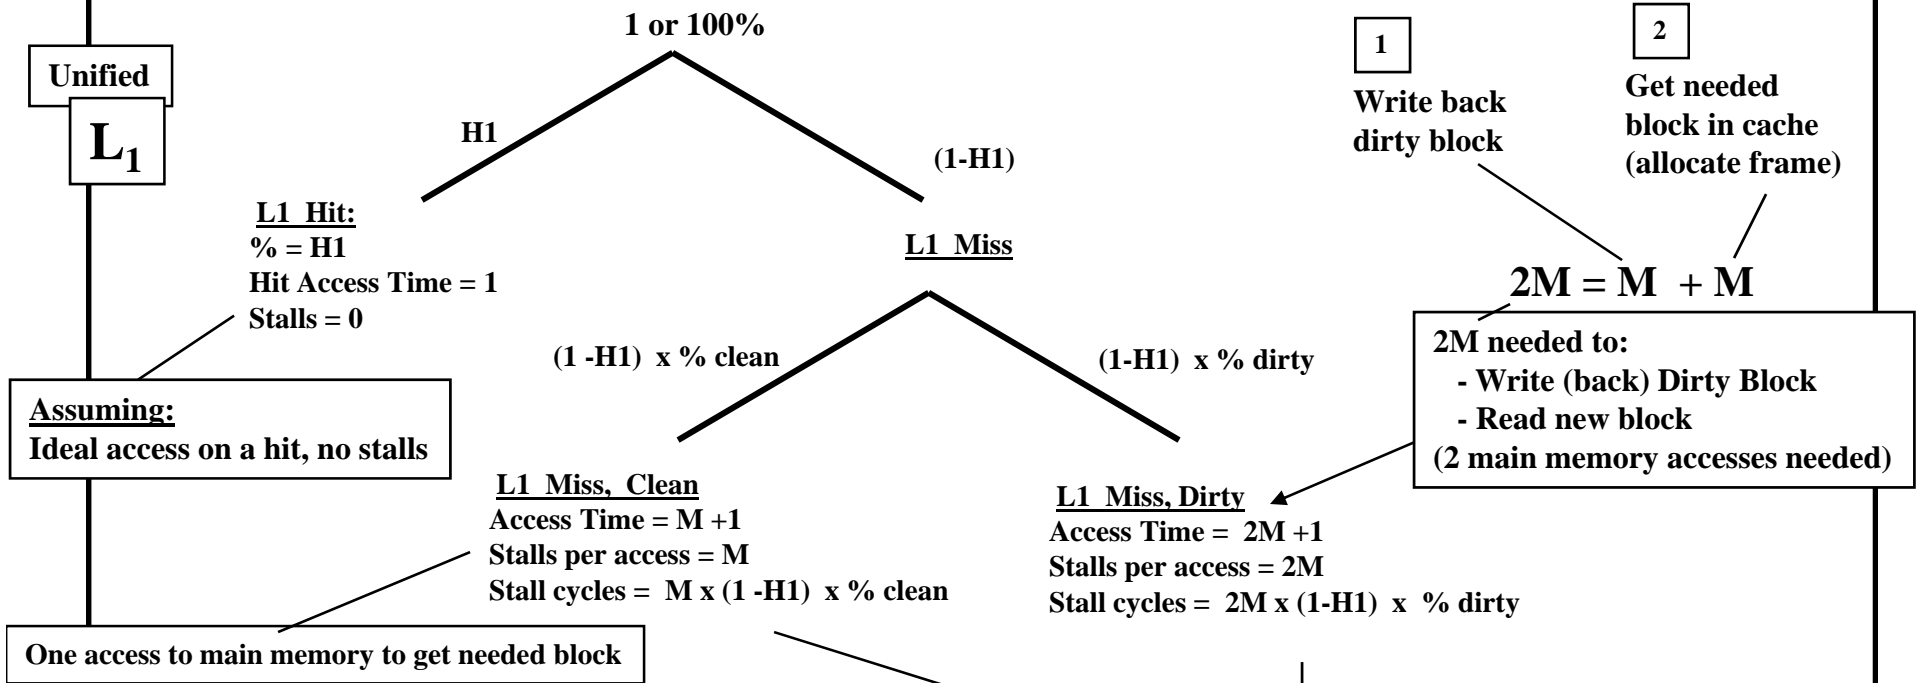 1 or 100%
Unified
L1
H1
(1-H1)
L1 Hit:
% = H1
Hit Access Time = 1
Stalls = 0
L1 Miss
(1 -H1) x % clean
(1-H1) x % dirty
Assuming:
Ideal access on a hit, no stalls
L1 Miss, Clean
Access Time = M +1
Stalls per access = M
Stall cycles = M x (1 -H1) x % clean
L1 Miss, Dirty
Access Time = 2M +1
Stalls per access = 2M
Stall cycles = 2M x (1-H1) x % dirty
One access to main memory to get needed block
1
Write back
dirty block
2
Get needed
block in cache
(allocate frame)
2M = M + M
2M needed to:
- Write (back) Dirty Block
- Read new block
(2 main memory accesses needed)